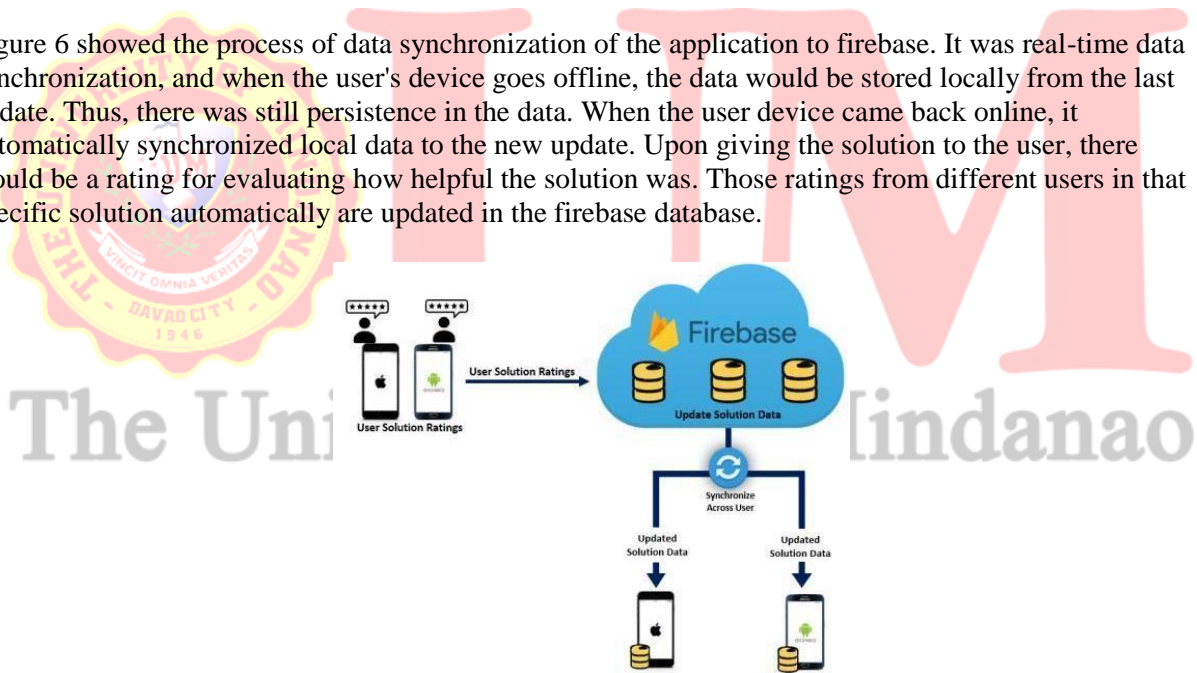 gure 6 showed the process of data synchronization of the application to firebase. It was real-time data
nchronization, and when the user's device goes offline, the data would be stored locally from the last
date. Thus, there was still persistence in the data. When the user device came back online, it
tomatically synchronized local data to the new update. Upon giving the solution to the user, there
ould be a rating for evaluating how helpful the solution was. Those ratings from different users in that
ecific solution automatically are updated in the firebase database.
THE UNIVERSITY OF MINDANAO
VINCIT OMNIA VERITAS
DAVAO CITY
1946
UM
The Uni
lindanao
Firebase
User Solution Ratings
Update Solution Data
User Solution Ratings
Synchronize
Across User
Updated
Solution Data
Updated
Solution Data